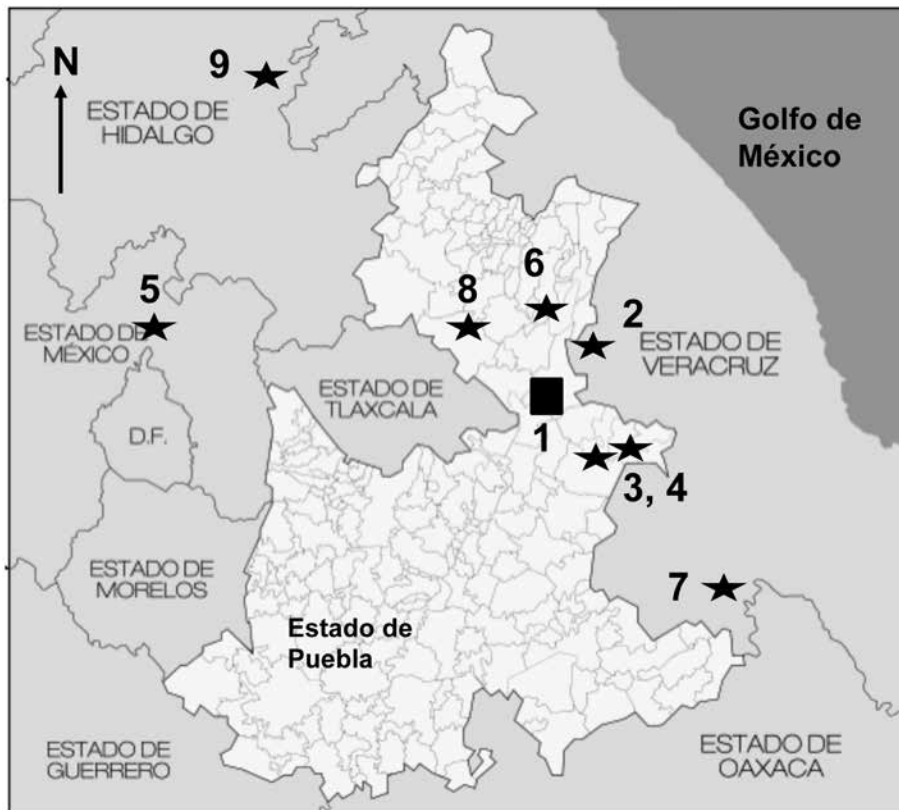 9
N
ESTADO DE
HIDALGO
Golfo de
México
5
8
6
2
ESTADO DE
MÉXICO
ESTADO DE
VERACRUZ
ESTADO DE
TLAXCALA
D.F.
1
3, 4
ESTADO DE
MORELOS
7
Estado de
Puebla
ESTADO DE
GUERRERO
ESTADO DE
OAXACA